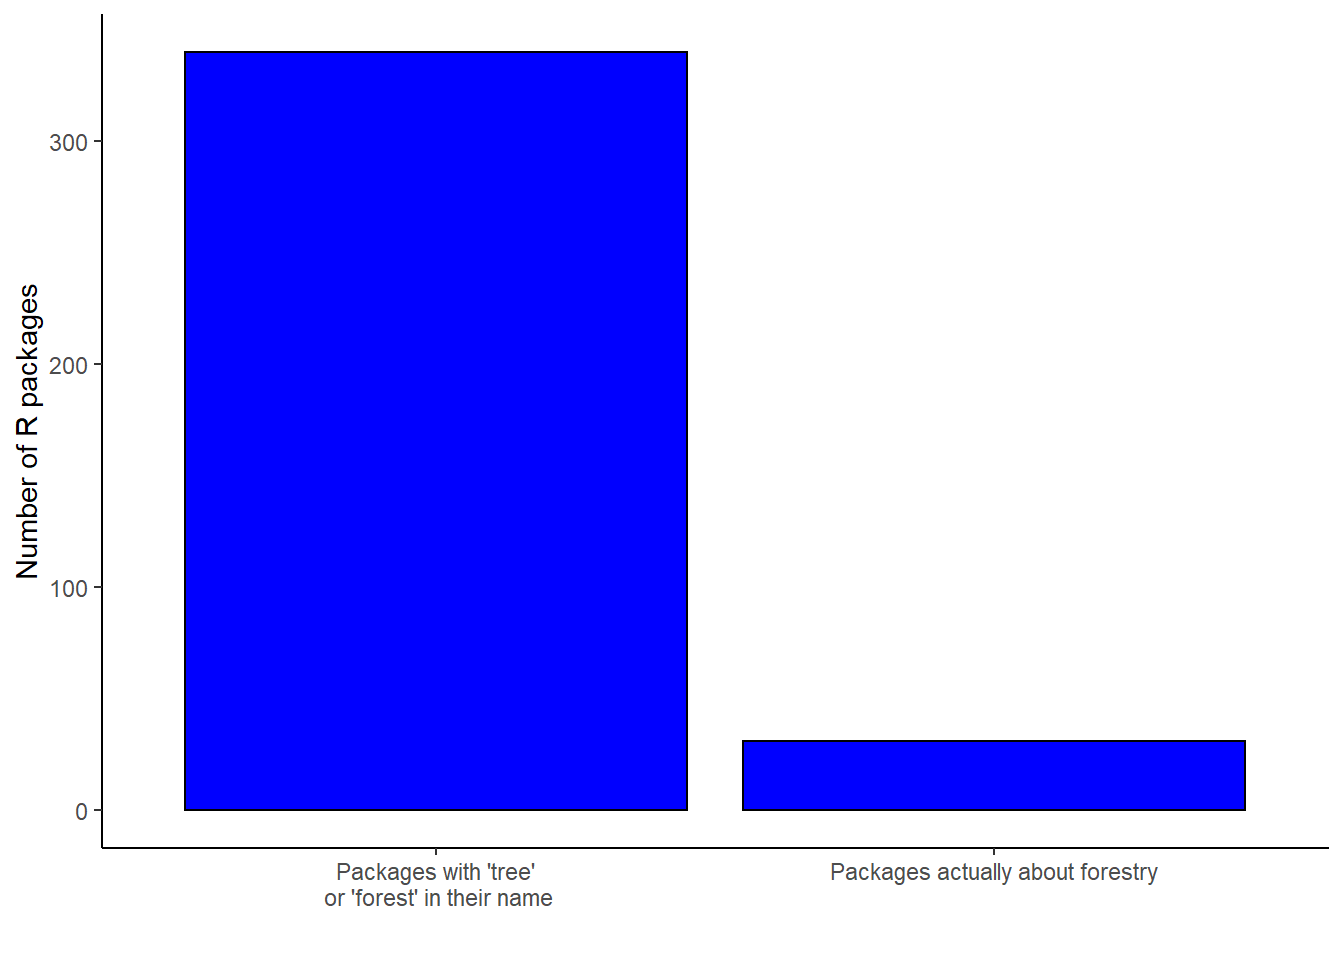 Number of R packages
300
200
100
0
Packages with 'tree'
or 'forest' in their name
Packages actually about forestry